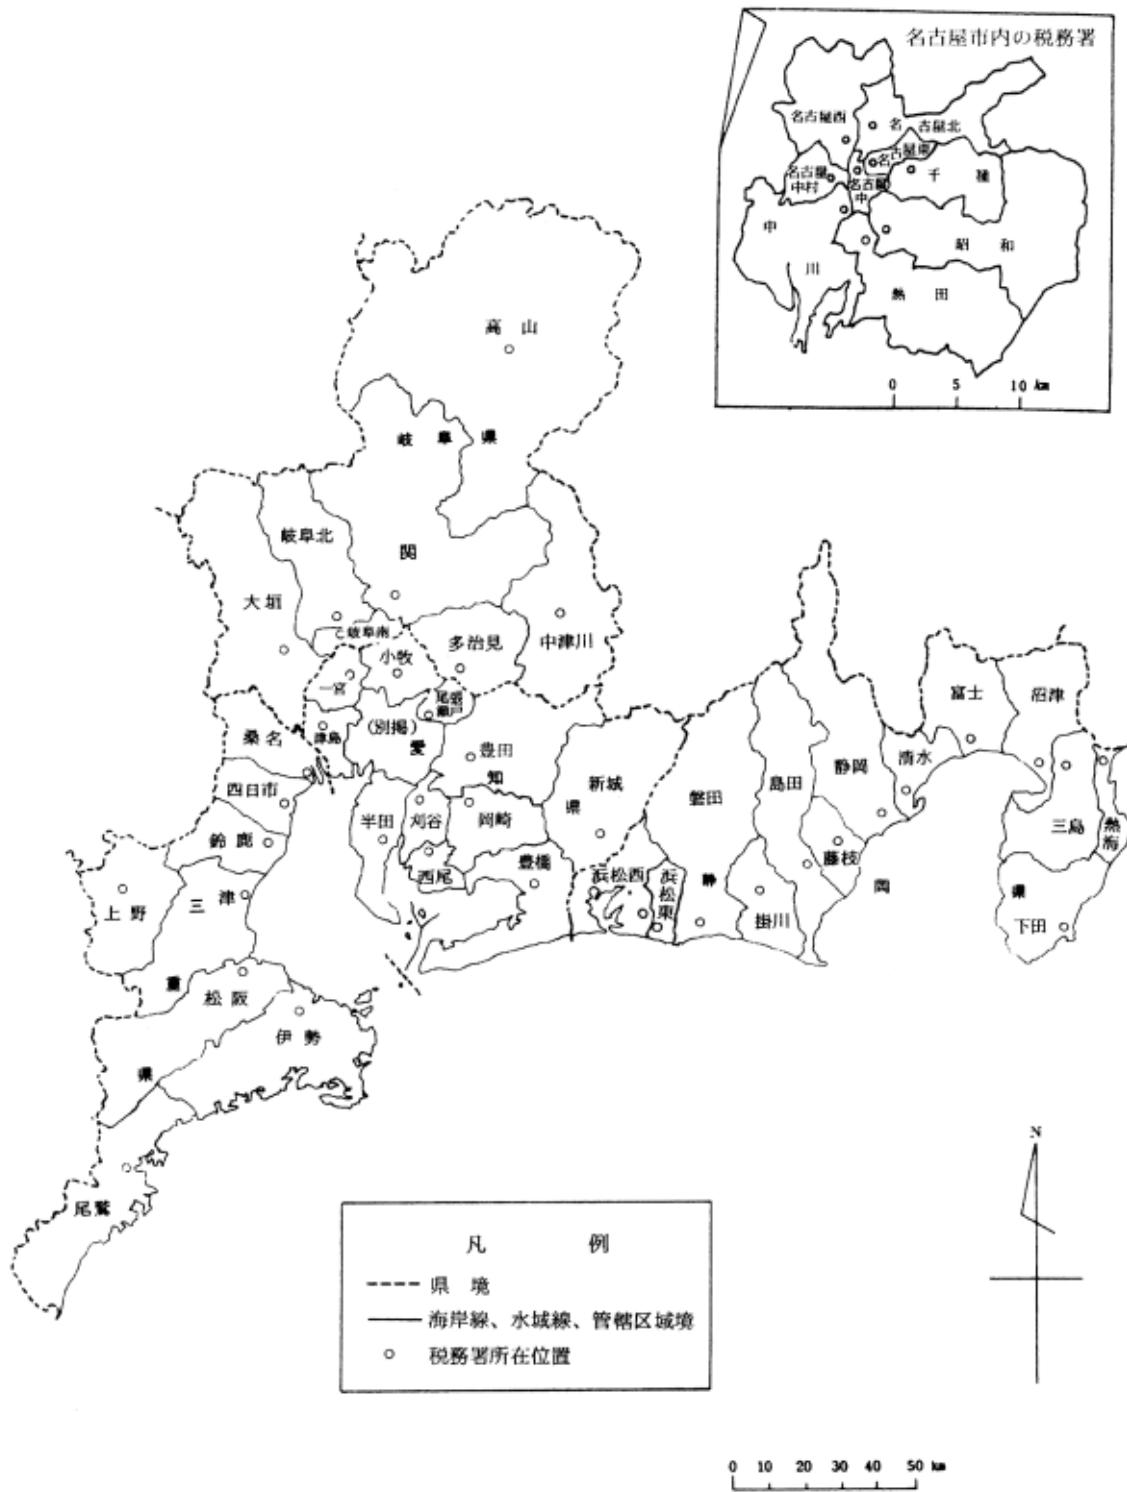 名古屋市内の税務署
名古屋西
名古屋北
名古屋東
名古屋
中村
名古屋
中
千種
中川
昭和
熱田
0 5 10 km
高山
岐阜県
岐阜北
関
大垣
岐阜南
多治見
中津川
小牧
一宮
尾張
瀬戸
富士
沼津
桑名
津島
(別掲)
愛
豊田
知
新城
県
磐田
島田
静岡
清水
四日市
半田
刈谷
岡崎
三島
熱海
鈴鹿
西尾
豊橋
浜松西
浜松東
静
藤枝
岡
県
上野
三
津
掛川
下田
重
松阪
伊勢
県
尾鷲
N
凡例
県境
海岸線、水城線、管轄区域境
税務署所在位置
0 10 20 30 40 50 km